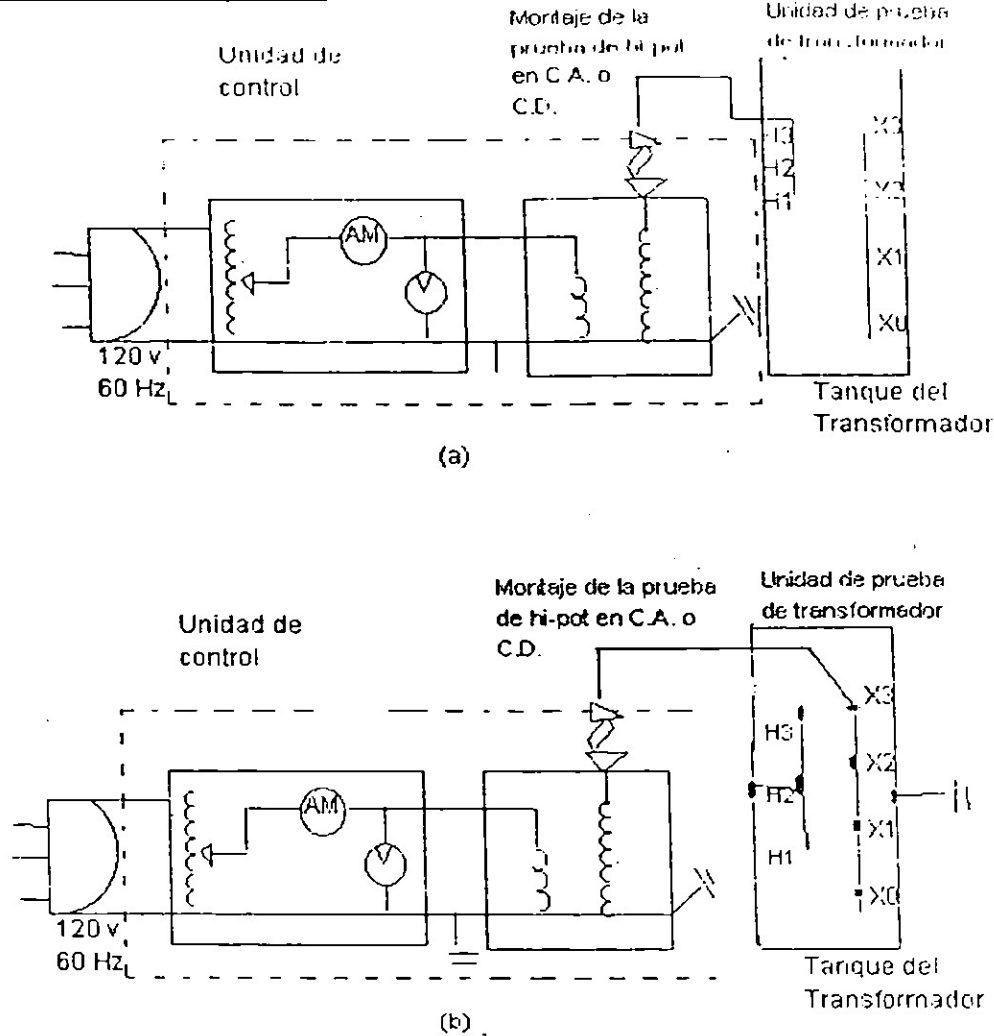 Unidad de
control
Montaje de la
prueba de hi-pot
en C.A. o
C.D.
Unidad de prueba
de transformador
H3
H2
H1
X3
X2
X1
X0
AM
V
120 v
60 Hz
Tanque del
Transformador
(a)
Unidad de
control
Montaje de la prueba
de hi-pot en C.A. o
C.D.
Unidad de prueba
de transformador
H3
H2
H1
X3
X2
X1
X0
AM
V
120 v
60 Hz
Tanque del
Transformador
(b)